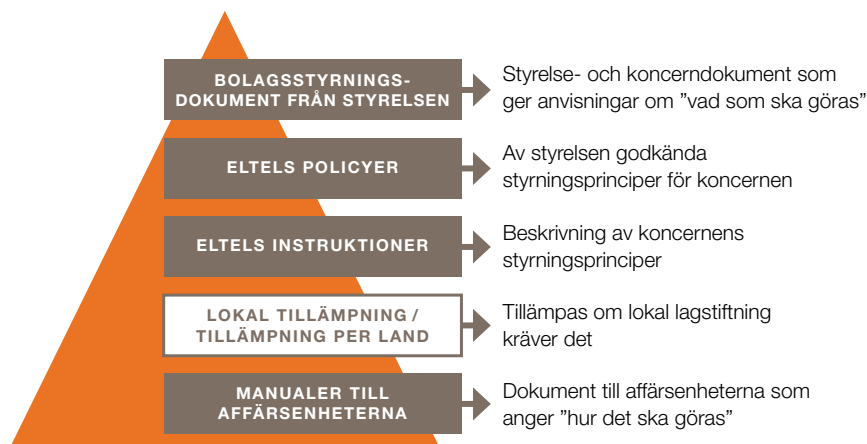 BOLAGSSTYRNINGS-
DOKUMENT FRÅN STYRELSEN
Styrelse- och koncerndokument som
ger anvisningar om ”vad som ska göras”
ELTELS POLICYER
Av styrelsen godkända
styrningsprinciper för koncernen
ELTELS INSTRUKTIONER
Beskrivning av koncernens
styrningsprinciper
LOKAL TILLÄMPNING /
TILLÄMPNING PER LAND
Tillämpas om lokal lagstiftning
kräver det
MANUALER TILL
AFFÄRSENHETERNA
Dokument till affärsenheterna som
anger ”hur det ska göras”